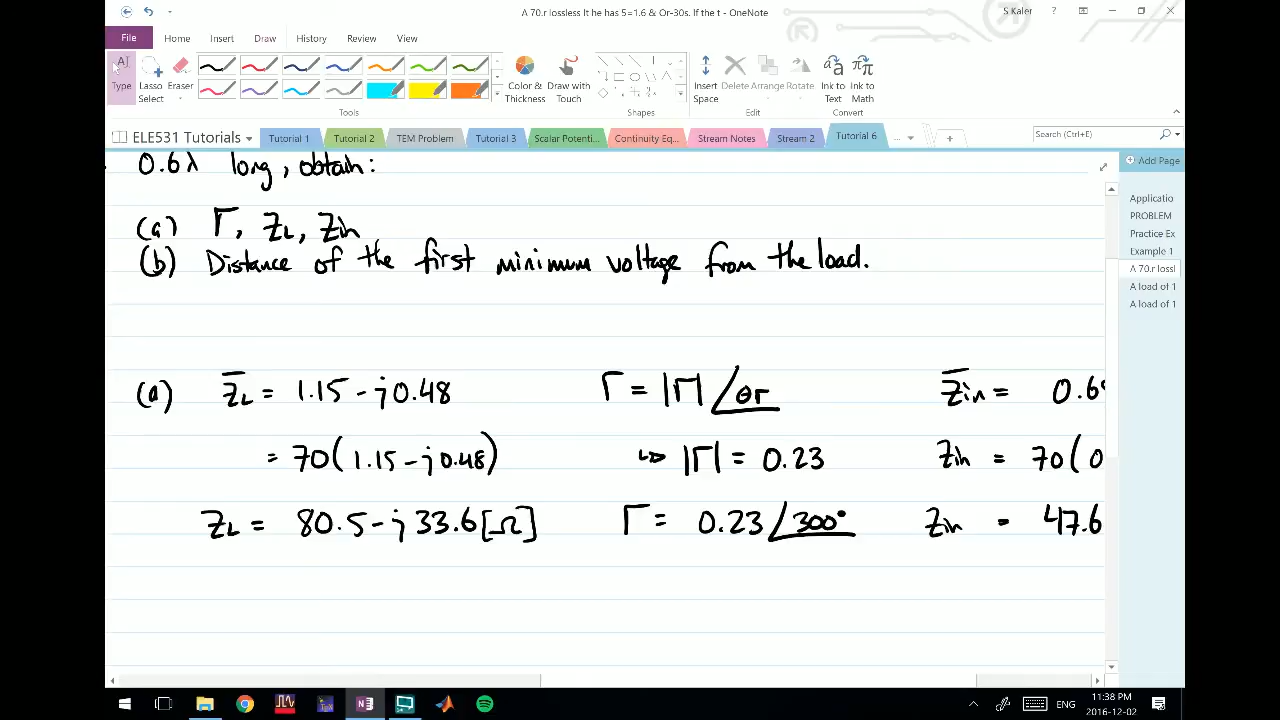 A 70.r lossless It he has S=1.6 & Or-30s. If the t - OneNote
S Kaler
File Home Insert Draw History Review View
Type
Lasso Select
Eraser
Color & Thickness
Draw with Touch
Insert Space
Delete Arrange Rotate
Ink to Text
Ink to Math
Tools Shapes Edit Convert
ELE531 Tutorials Tutorial 1 Tutorial 2 TEM Problem Tutorial 3 Scalar Potenti... Continuity Eq... Stream Notes Stream 2 Tutorial 6 ... Search (Ctrl+E)
Add Page
Applicatio
PROBLEM
Practice Ex
Example 1
A 70.r lossl
A load of 1
A load of 1
0.6λ long, obtain:
(a) Γ, ZL, Zin
(b) Distance of the first minimum voltage from the load.
(a) z̅L = 1.15 - j0.48 Γ = |Γ| ∠θΓ z̅in = 0.6
= 70(1.15 - j0.48) ↳ |Γ| = 0.23 Zin = 70(0
ZL = 80.5 - j33.6 [Ω] Γ = 0.23 ∠300° Zin = 47.6
ENG
11:38 PM
2016-12-02